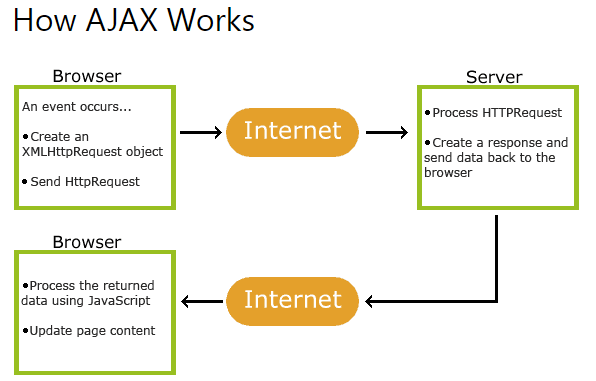 How AJAX Works
Browser
An event occurs...
•Create an
XMLHttpRequest object
•Send HttpRequest
Internet
Server
•Process HTTPRequest
•Create a response and
send data back to the
browser
Browser
•Process the returned
data using JavaScript
•Update page content
Internet